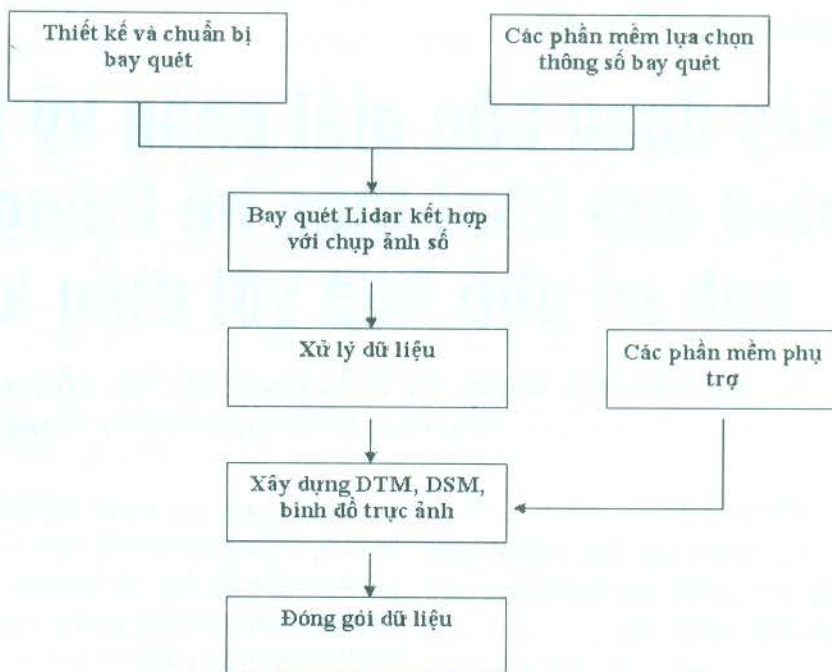 Thiết kế và chuẩn bị
bay quét
Các phần mềm lựa chọn
thông số bay quét
Bay quét Lidar kết hợp
với chụp ảnh số
Xử lý dữ liệu
Các phần mềm phụ
trợ
Xây dựng DTM, DSM,
bình đồ trực ảnh
Đóng gói dữ liệu